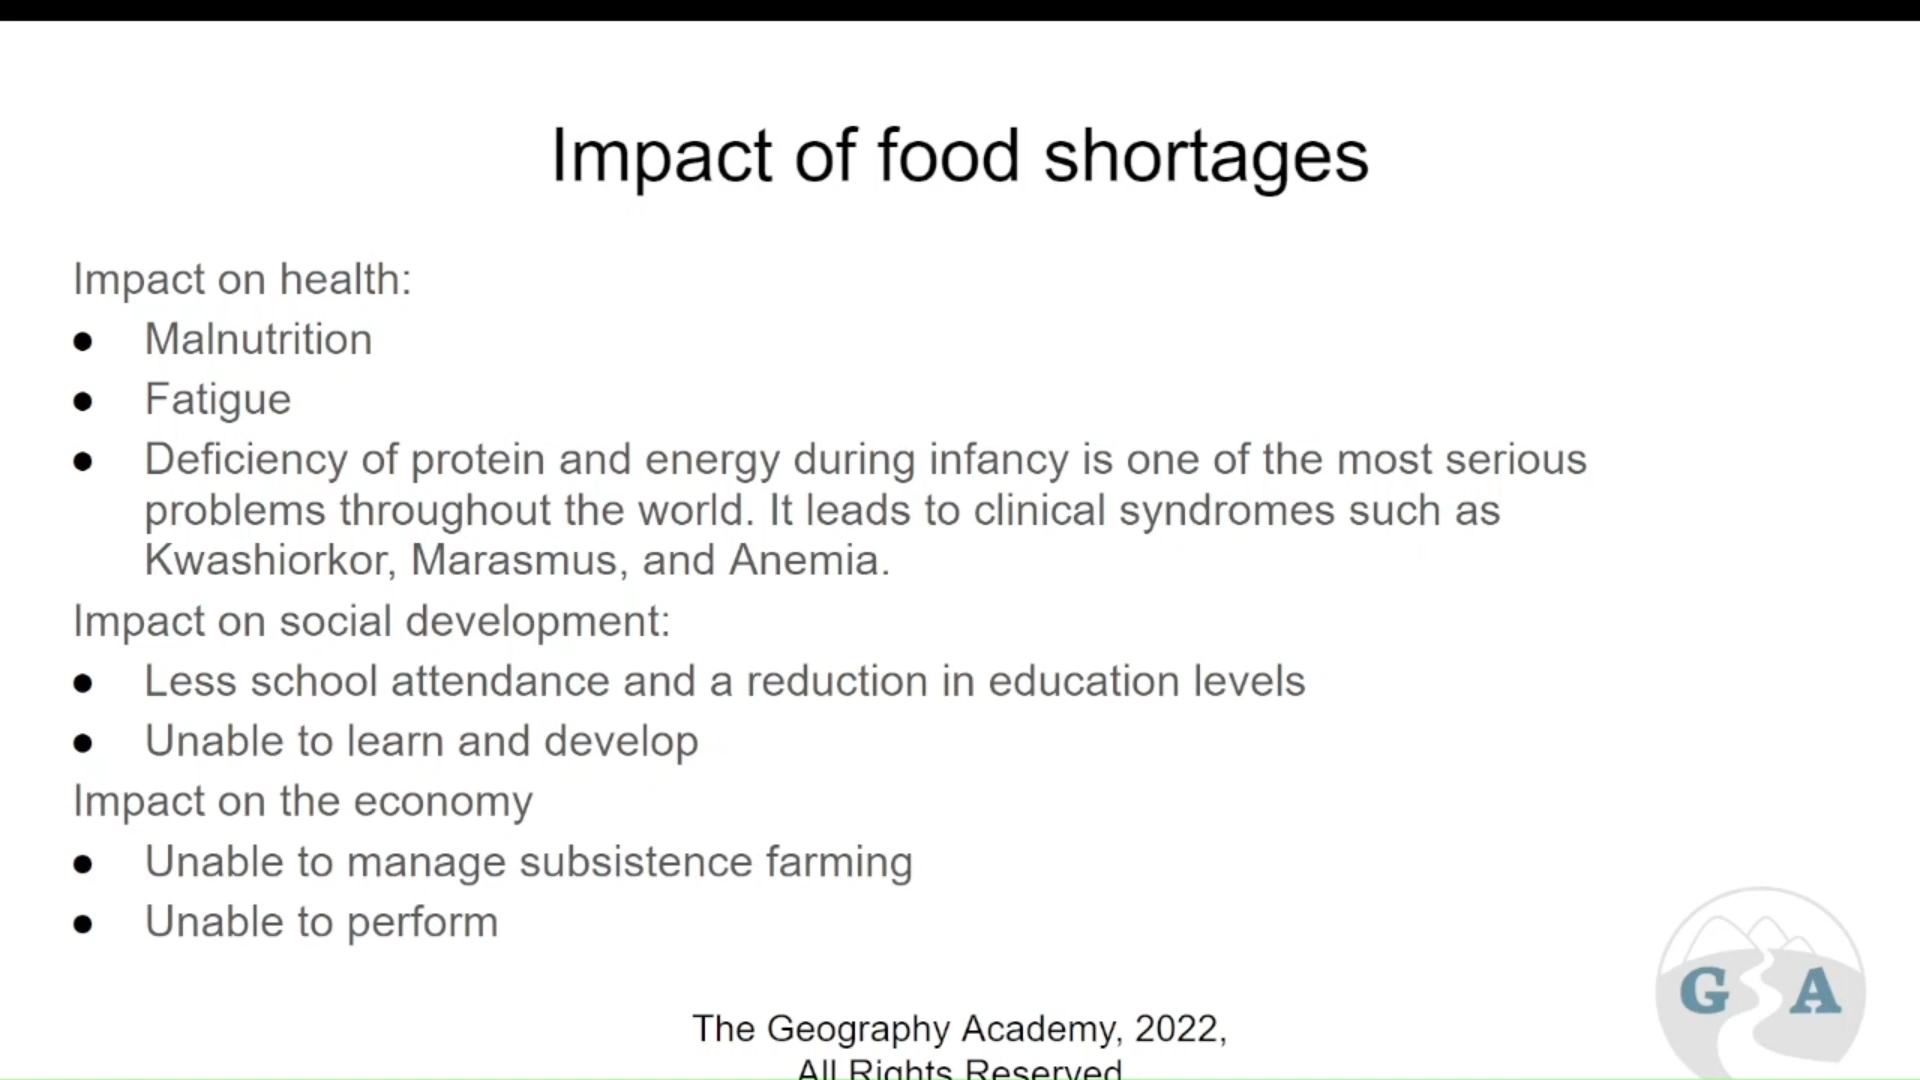 Impact of food shortages
Impact on health:
● Malnutrition
● Fatigue
● Deficiency of protein and energy during infancy is one of the most serious
problems throughout the world. It leads to clinical syndromes such as
Kwashiorkor, Marasmus, and Anemia.
Impact on social development:
● Less school attendance and a reduction in education levels
● Unable to learn and develop
Impact on the economy
● Unable to manage subsistence farming
● Unable to perform
G A
The Geography Academy, 2022,
All Rights Reserved